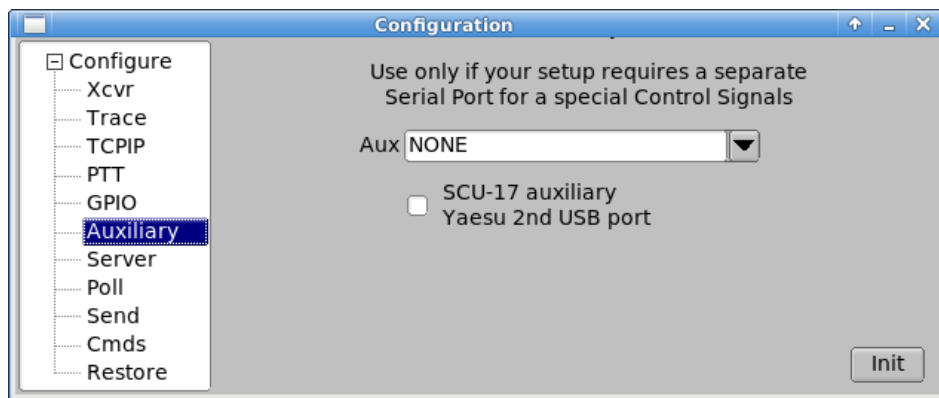 Configuration
Configure
Xcvr
Trace
TCPIP
PTT
GPIO
Auxiliary
Server
Poll
Send
Cmds
Restore
Use only if your setup requires a separate
Serial Port for a special Control Signals
Aux NONE
SCU-17 auxiliary
Yaesu 2nd USB port
Init